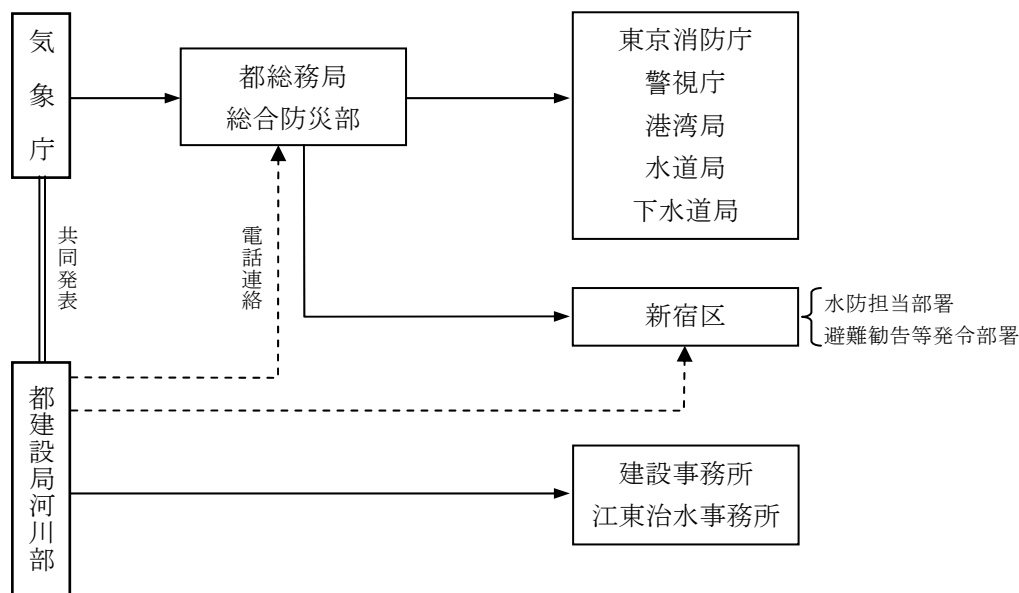 気象庁
都総務局
総合防災部
東京消防庁
警視庁
港湾局
水道局
下水道局
共同発表
電話連絡
新宿区
水防担当部署
避難勧告等発令部署
都建設局河川部
建設事務所
江東治水事務所